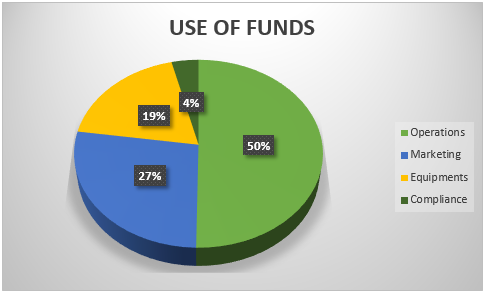 USE OF FUNDS
4%
19%
50%
27%
Operations
Marketing
Equipments
Compliance